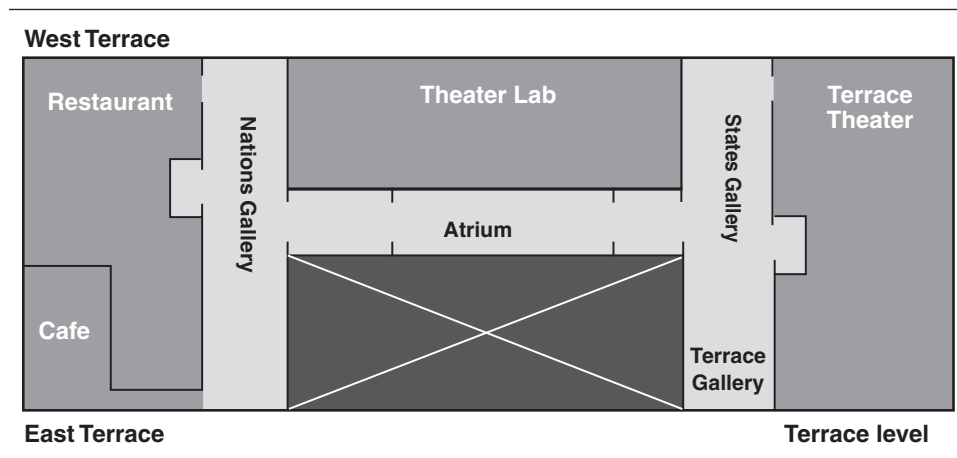 West Terrace
Restaurant
Theater Lab
Terrace
Theater
Nations Gallery
States Gallery
Atrium
Cafe
Terrace
Gallery
East Terrace
Terrace level